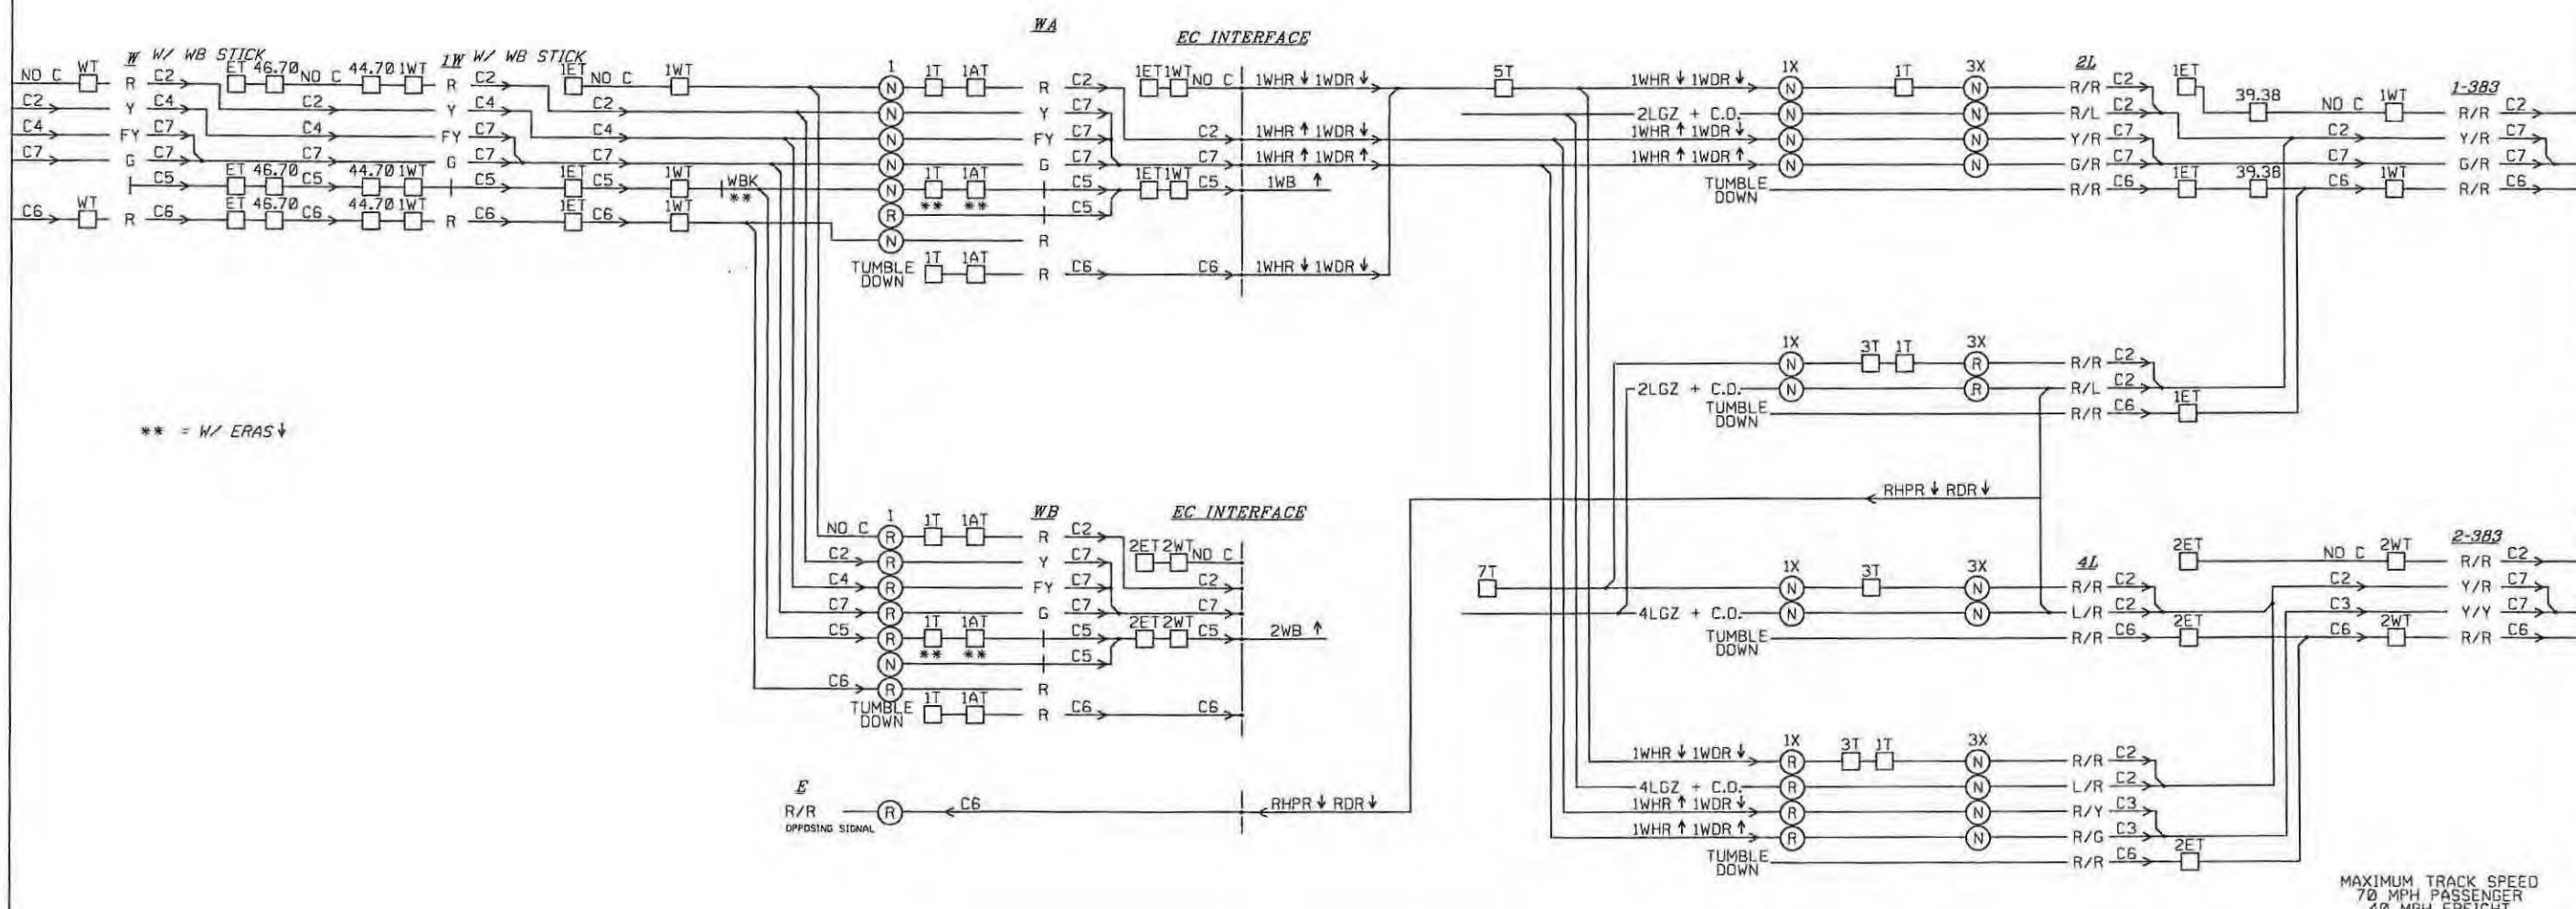 WA
EC INTERFACE
W W/ WB STICK
1W W/ WB STICK
NO C WT R C2 ET 46.70 NO C 44.70 1WT R C2 1ET NO C 1WT 1 N 1T 1AT R C2 1ET 1WT NO C 1WHR ↓ 1WDR ↓ 5T 1WHR ↓ 1WDR ↓ 1X N 1T 3X N 2L R/R C2 1ET 39.38 NO C 1WT 1-383 R/R C2
C2 Y C4 C2 Y C4 C2 N Y C7 2LGZ + C.O. N N R/L C2
C4 FY C7 C4 FY C7 C4 N FY C7 C2 1WHR ↑ 1WDR ↓ 1WHR ↑ 1WDR ↓ N N Y/R C7 C2 Y/R C7
C7 G C7 C7 G C7 C7 N G C7 C7 1WHR ↑ 1WDR ↑ 1WHR ↑ 1WDR ↑ N N G/R C7 C7 G/R C7
C5 ET 46.70 C5 44.70 1WT C5 1ET C5 1WT WBK ** N 1T ** 1AT ** C5 1ET 1WT C5 1WB ↑ TUMBLE DOWN R/R C6 1ET 39.38 C6 1WT R/R C6
R C5
C6 WT R C6 ET 46.70 C6 44.70 1WT R C6 1ET C6 1WT N R
TUMBLE DOWN 1T 1AT R C6 C6 1WHR ↓ 1WDR ↓
1X N 3T 1T 3X R R/R C2
2LGZ + C.O. N R R/L C2
TUMBLE DOWN R/R C6 1ET
** = W/ ERAS ↓
RHPR ↓ RDR ↓
WB
EC INTERFACE
NO C 1 R 1T 1AT R C2 2ET 2WT NO C
C2 R Y C7
C4 R FY C7 C2
C7 R G C7 C7
C5 R 1T ** 1AT ** C5 2ET 2WT C5 2WB ↑
N C5
C6 R R
TUMBLE DOWN 1T 1AT R C6 C6
4L
2-383
2ET NO C 2WT R/R C2
7T 1X N 3T 3X N R/R C2 C2 Y/R C7
4LGZ + C.O. N N L/R C2 C3 Y/Y C7
TUMBLE DOWN R/R C6 2ET C6 2WT R/R C6
1WHR ↓ 1WDR ↓ 1X R 3T 1T 3X N R/R C2
4LGZ + C.O. R N L/R C2
1WHR ↑ 1WDR ↓ R N R/Y C3
1WHR ↑ 1WDR ↑ R N R/G C3
TUMBLE DOWN R/R C6 2ET
E
R/R R C6 RHPR ↓ RDR ↓
OPPOSING SIGNAL
MAXIMUM TRACK SPEED
70 MPH PASSENGER
40 MPH FREIGHT